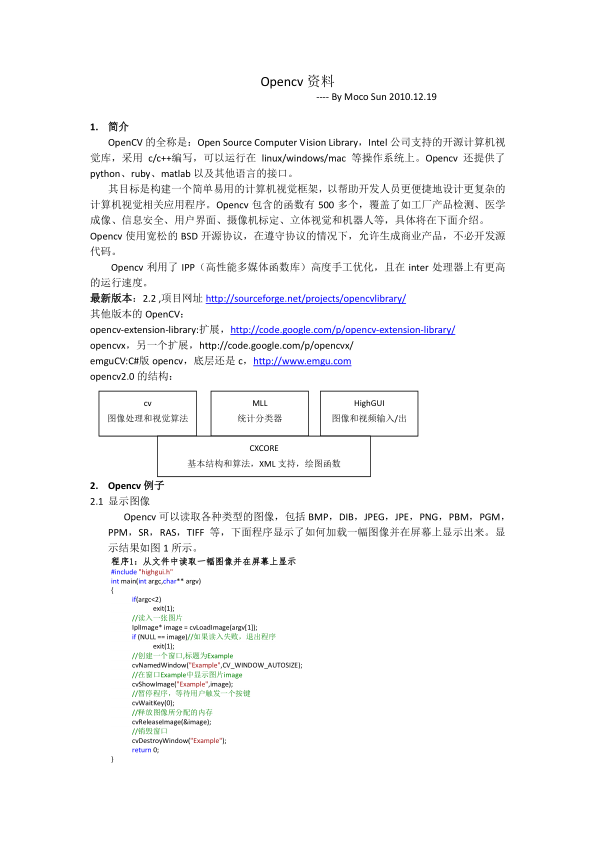 Opencv 资料
---- By Moco Sun 2010.12.19
1. 简介
OpenCV 的全称是：Open Source Computer Vision Library，Intel 公司支持的开源计算机视
觉库，采用 c/c++编写，可以运行在 linux/windows/mac 等操作系统上。Opencv 还提供了
python、ruby、matlab 以及其他语言的接口。
其目标是构建一个简单易用的计算机视觉框架，以帮助开发人员更便捷地设计更复杂的
计算机视觉相关应用程序。Opencv 包含的函数有 500 多个，覆盖了如工厂产品检测、医学
成像、信息安全、用户界面、摄像机标定、立体视觉和机器人等，具体将在下面介绍。
Opencv 使用宽松的 BSD 开源协议，在遵守协议的情况下，允许生成商业产品，不必开发源
代码。
Opencv 利用了 IPP（高性能多媒体函数库）高度手工优化，且在 inter 处理器上有更高
的运行速度。
最新版本：2.2 ,项目网址 http://sourceforge.net/projects/opencvlibrary/
其他版本的 OpenCV：
opencv-extension-library:扩展，http://code.google.com/p/opencv-extension-library/
opencvx，另一个扩展，http://code.google.com/p/opencvx/
emguCV:C#版 opencv，底层还是 c，http://www.emgu.com
opencv2.0 的结构：
cv
图像处理和视觉算法
MLL
统计分类器
HighGUI
图像和视频输入/出
CXCORE
基本结构和算法，XML 支持，绘图函数
2. Opencv 例子
2.1 显示图像
Opencv 可以读取各种类型的图像，包括 BMP，DIB，JPEG，JPE，PNG，PBM，PGM，
PPM，SR，RAS，TIFF 等，下面程序显示了如何加载一幅图像并在屏幕上显示出来。显
示结果如图 1 所示。
程序1：从文件中读取一幅图像并在屏幕上显示
#include "highgui.h"
int main(int argc,char** argv)
{
if(argc<2)
exit(1);
//读入一张图片
IplImage* image = cvLoadImage(argv[1]);
if (NULL == image)//如果读入失败，退出程序
exit(1);
//创建一个窗口,标题为Example
cvNamedWindow("Example",CV_WINDOW_AUTOSIZE);
//在窗口Example中显示图片image
cvShowImage("Example",image);
//暂停程序，等待用户触发一个按键
cvWaitKey(0);
//释放图像所分配的内存
cvReleaseImage(&image);
//销毁窗口
cvDestroyWindow("Example");
return 0;
}